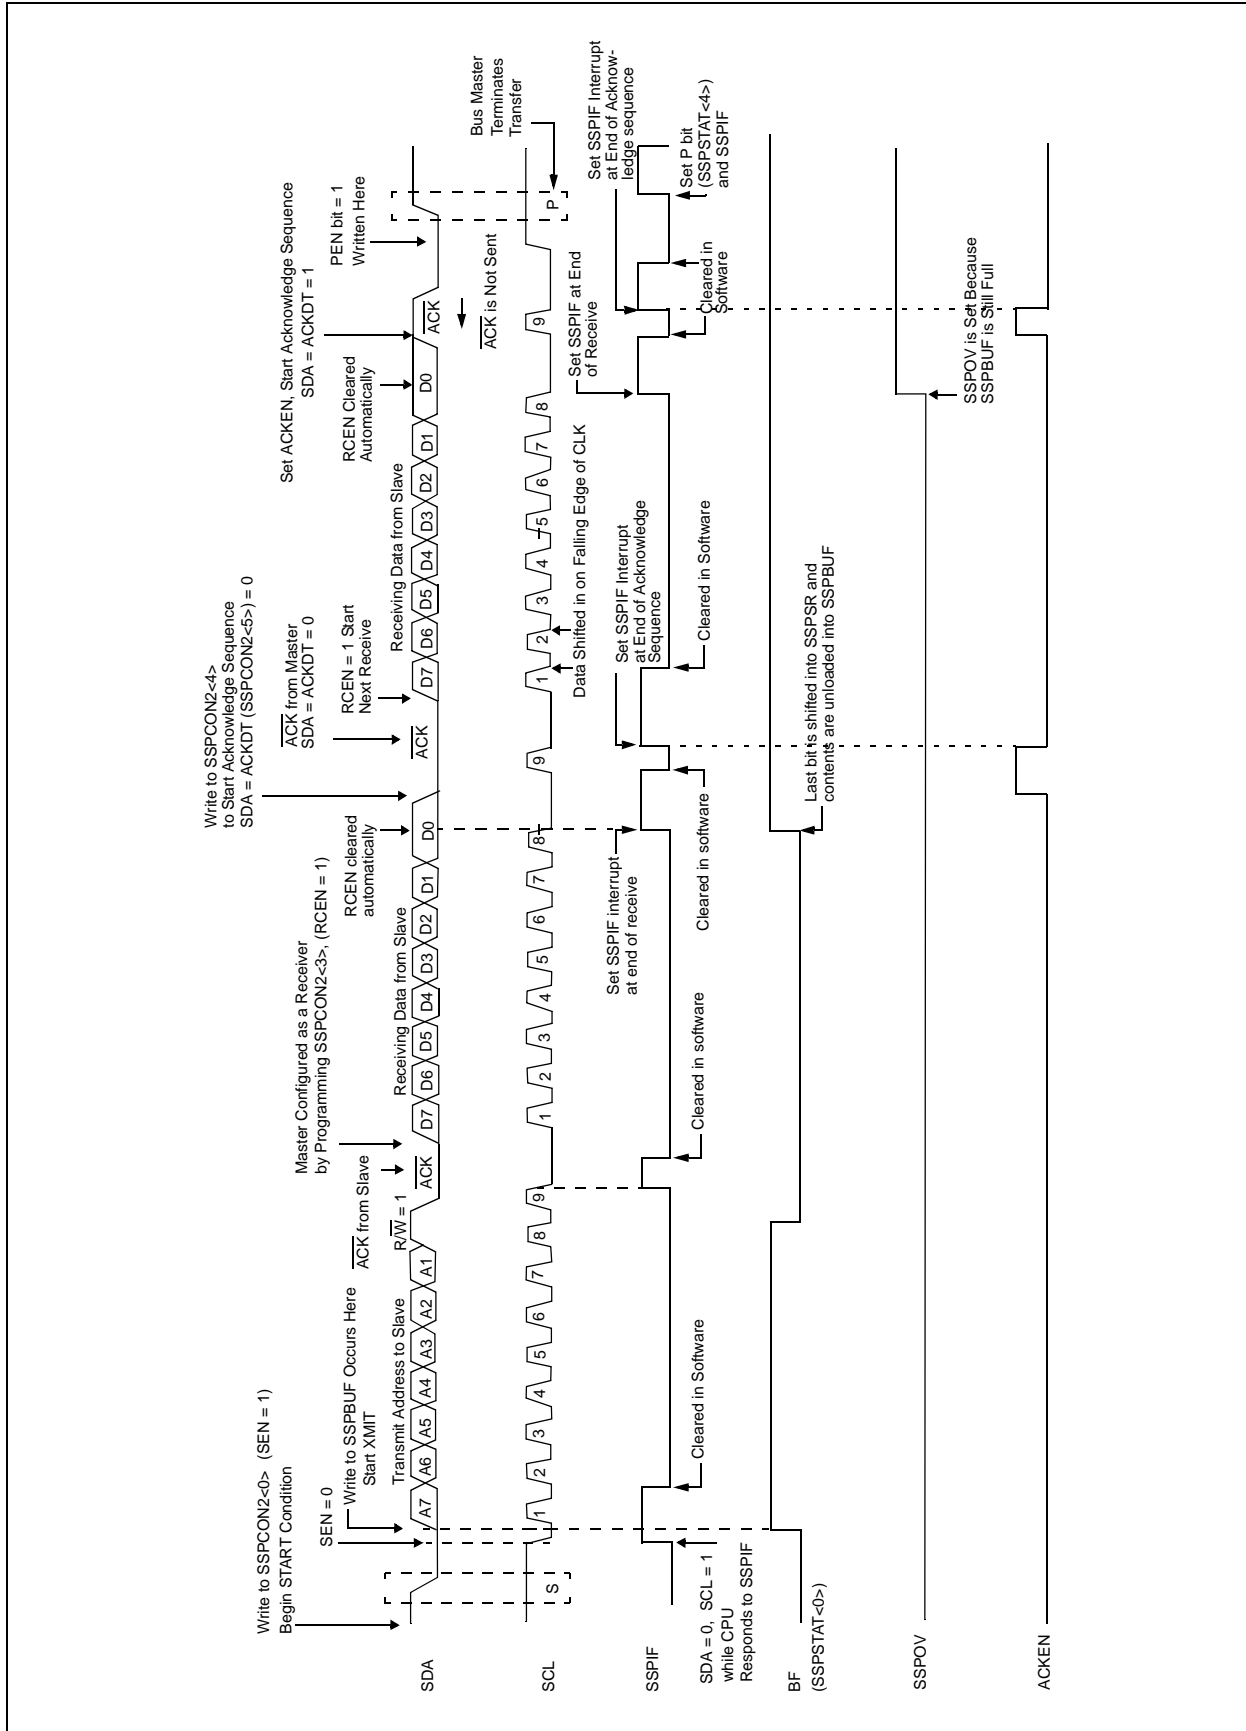 Write to SSPCON2<0> (SEN = 1)
Begin START Condition
SEN = 0
Write to SSPBUF Occurs Here
Start XMIT
ACK from Slave
Master Configured as a Receiver
by Programming SSPCON2<3>, (RCEN = 1)
RCEN cleared
automatically
Write to SSPCON2<4>
to Start Acknowledge Sequence
SDA = ACKDT (SSPCON2<5>) = 0
ACK from Master
SDA = ACKDT = 0
RCEN = 1 Start
Next Receive
RCEN Cleared
Automatically
Set ACKEN, Start Acknowledge Sequence
SDA = ACKDT = 1
PEN bit = 1
Written Here
Transmit Address to Slave
R/W = 1
Receiving Data from Slave
Receiving Data from Slave
SDA
A7 A6 A5 A4 A3 A2 A1
ACK
D7 D6 D5 D4 D3 D2 D1 D0
ACK
D7 D6 D5 D4 D3 D2 D1 D0
ACK
ACK is Not Sent
Bus Master
Terminates
Transfer
SCL
S
1 2 3 4 5 6 7 8 9
1 2 3 4 5 6 7 8 9
1 2 3 4 5 6 7 8 9
P
Data Shifted in on Falling Edge of CLK
Set SSPIF interrupt
at end of receive
Set SSPIF Interrupt
at End of Acknowledge
Sequence
Set SSPIF at End
of Receive
Set SSPIF Interrupt
at End of Acknow-
ledge sequence
SSPIF
SDA = 0, SCL = 1
while CPU
Responds to SSPIF
Cleared in Software
Cleared in software
Cleared in software
Cleared in Software
Cleared in
Software
Set P bit
(SSPSTAT<4>)
and SSPIF
BF
(SSPSTAT<0>)
Last bit is shifted into SSPSR and
contents are unloaded into SSPBUF
SSPOV
SSPOV is Set Because
SSPBUF is Still Full
ACKEN